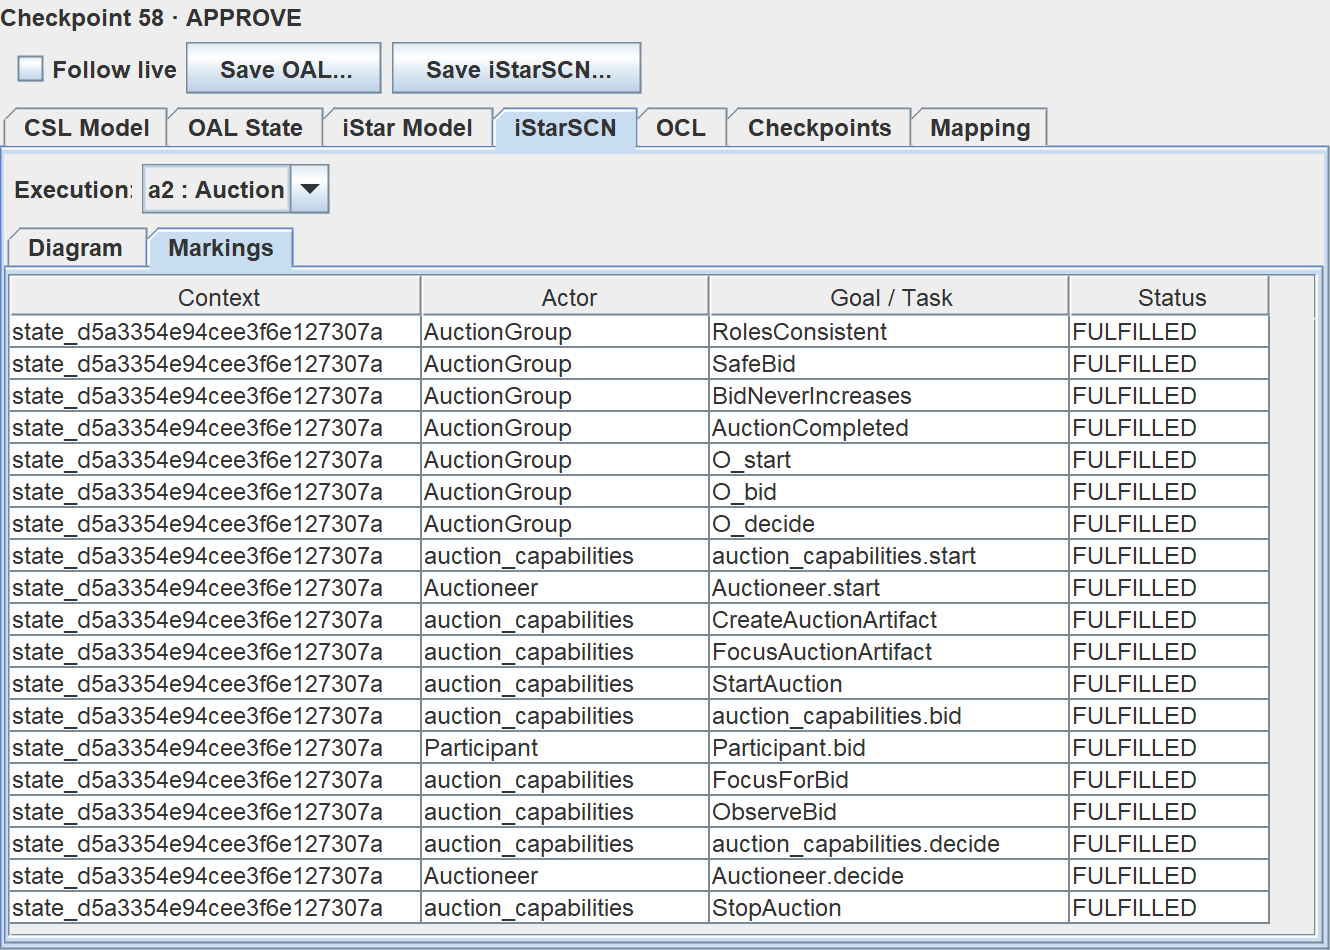 Checkpoint 58 · APPROVE
Follow live Save OAL... Save iStarSCN...
CSL Model OAL State iStar Model iStarSCN OCL Checkpoints Mapping
Execution: a2 : Auction
Diagram Markings
Context Actor Goal / Task Status
state_d5a3354e94cee3f6e127307a AuctionGroup RolesConsistent FULFILLED
state_d5a3354e94cee3f6e127307a AuctionGroup SafeBid FULFILLED
state_d5a3354e94cee3f6e127307a AuctionGroup BidNeverIncreases FULFILLED
state_d5a3354e94cee3f6e127307a AuctionGroup AuctionCompleted FULFILLED
state_d5a3354e94cee3f6e127307a AuctionGroup O_start FULFILLED
state_d5a3354e94cee3f6e127307a AuctionGroup O_bid FULFILLED
state_d5a3354e94cee3f6e127307a AuctionGroup O_decide FULFILLED
state_d5a3354e94cee3f6e127307a auction_capabilities auction_capabilities.start FULFILLED
state_d5a3354e94cee3f6e127307a Auctioneer Auctioneer.start FULFILLED
state_d5a3354e94cee3f6e127307a auction_capabilities CreateAuctionArtifact FULFILLED
state_d5a3354e94cee3f6e127307a auction_capabilities FocusAuctionArtifact FULFILLED
state_d5a3354e94cee3f6e127307a auction_capabilities StartAuction FULFILLED
state_d5a3354e94cee3f6e127307a auction_capabilities auction_capabilities.bid FULFILLED
state_d5a3354e94cee3f6e127307a Participant Participant.bid FULFILLED
state_d5a3354e94cee3f6e127307a auction_capabilities FocusForBid FULFILLED
state_d5a3354e94cee3f6e127307a auction_capabilities ObserveBid FULFILLED
state_d5a3354e94cee3f6e127307a auction_capabilities auction_capabilities.decide FULFILLED
state_d5a3354e94cee3f6e127307a Auctioneer Auctioneer.decide FULFILLED
state_d5a3354e94cee3f6e127307a auction_capabilities StopAuction FULFILLED